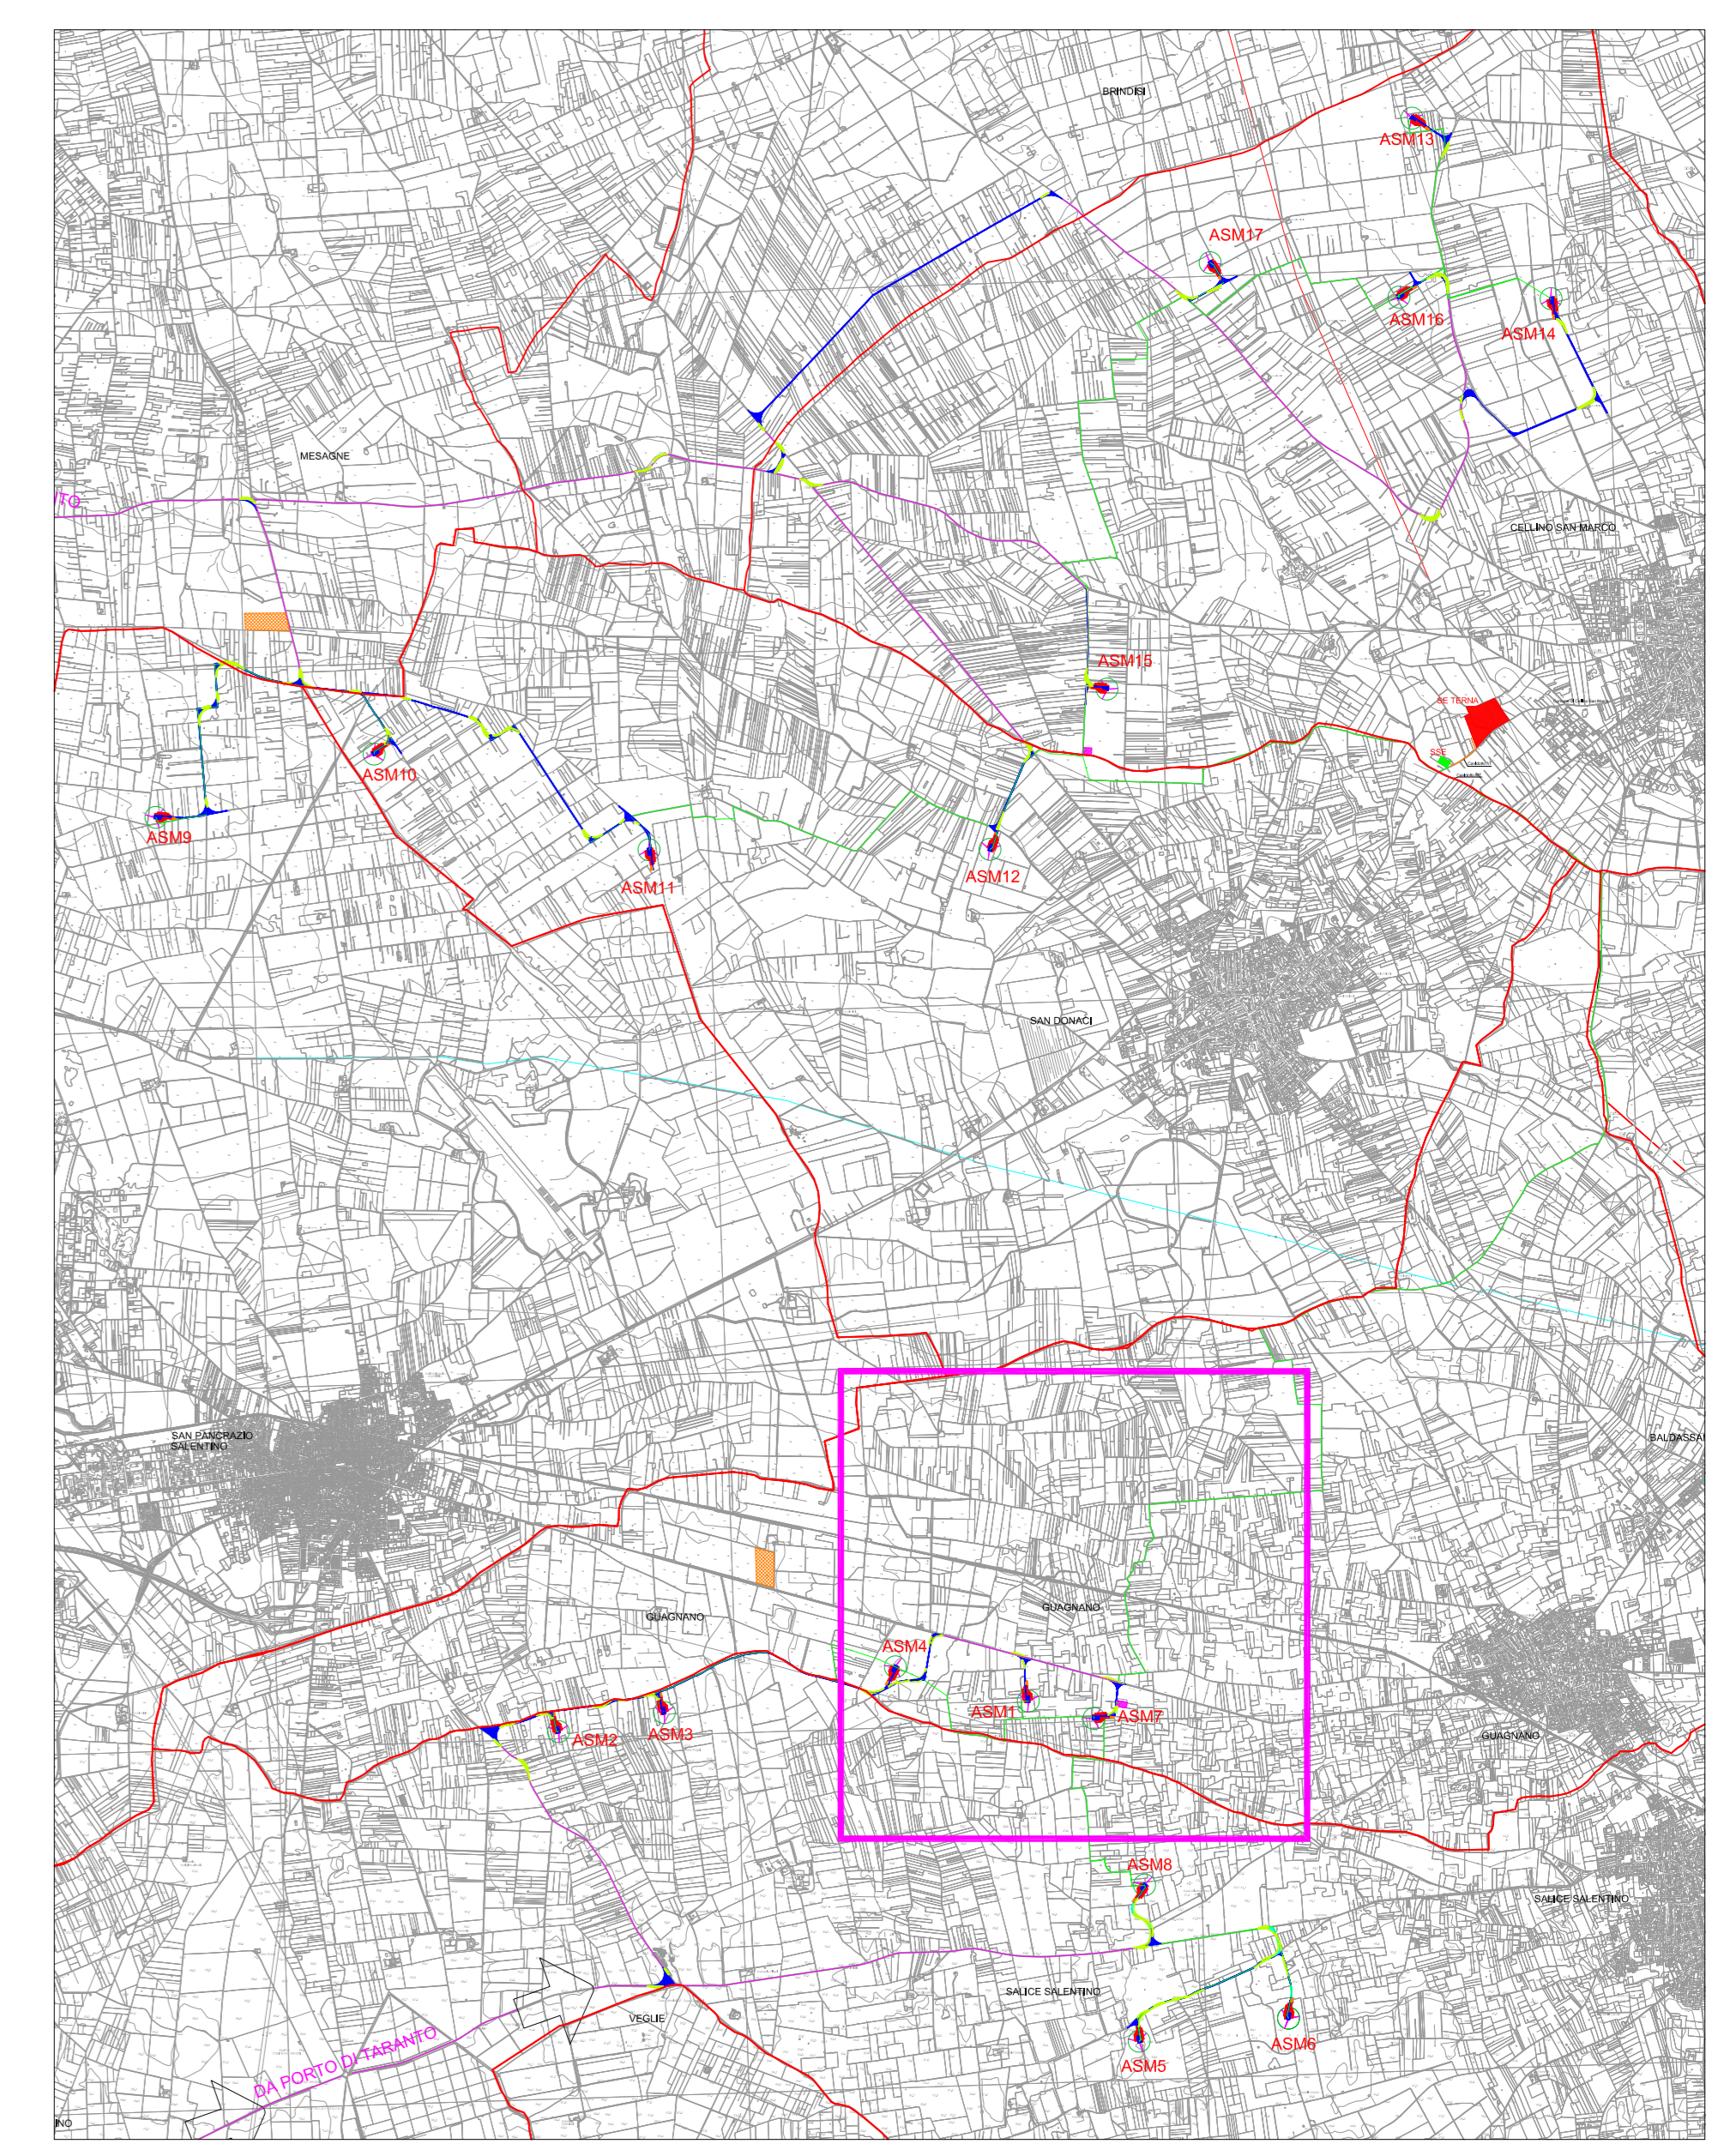 BRINDISI
ASM13
ASM17
ASM16
ASM14
MESAGNE
TO
CELLINO SAN MARCO
ASM15
SE TERNA
SSE
ASM10
ASM9
ASM11
ASM12
SAN DONACI
SAN PANCRAZIO
SALENTINO
BALDASSA
GUAGNANO
GUAGNANO
ASM4
ASM1
ASM7
ASM2
ASM3
GUAGNANO
ASM8
SALICE SALENTINO
SALICE SALENTINO
VEGLIE
DA PORTO DI TARANTO
ASM5
ASM6
INO